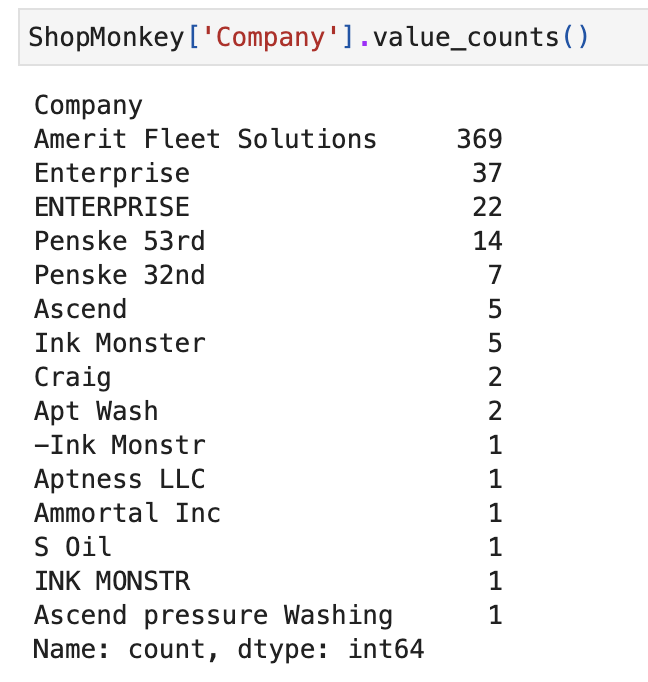 ShopMonkey['Company'].value_counts()
Company
Amerit Fleet Solutions 369
Enterprise 37
ENTERPRISE 22
Penske 53rd 14
Penske 32nd 7
Ascend 5
Ink Monster 5
Craig 2
Apt Wash 2
-Ink Monstr 1
Aptness LLC 1
Ammortal Inc 1
S Oil 1
INK MONSTR 1
Ascend pressure Washing 1
Name: count, dtype: int64